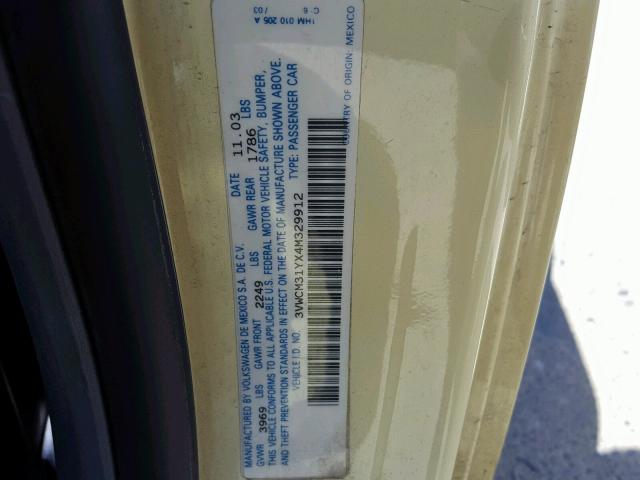 MANUFACTURED BY VOLKSWAGEN DE MEXICO S.A. DE C.V. DATE 11.03
GVWR 3969 LBS GAWR FRONT 2249 LBS GAWR REAR 1786 LBS
THIS VEHICLE CONFORMS TO ALL APPLICABLE U.S. FEDERAL MOTOR VEHICLE SAFETY, BUMPER,
AND THEFT PREVENTION STANDARDS IN EFFECT ON THE DATE OF MANUFACTURE SHOWN ABOVE.
VEHICLE I.D. NO. 3VWCM31YX4M329912 TYPE: PASSENGER CAR
COUNTRY OF ORIGIN: MEXICO
1HM 010 205 A
C: 6 / 03